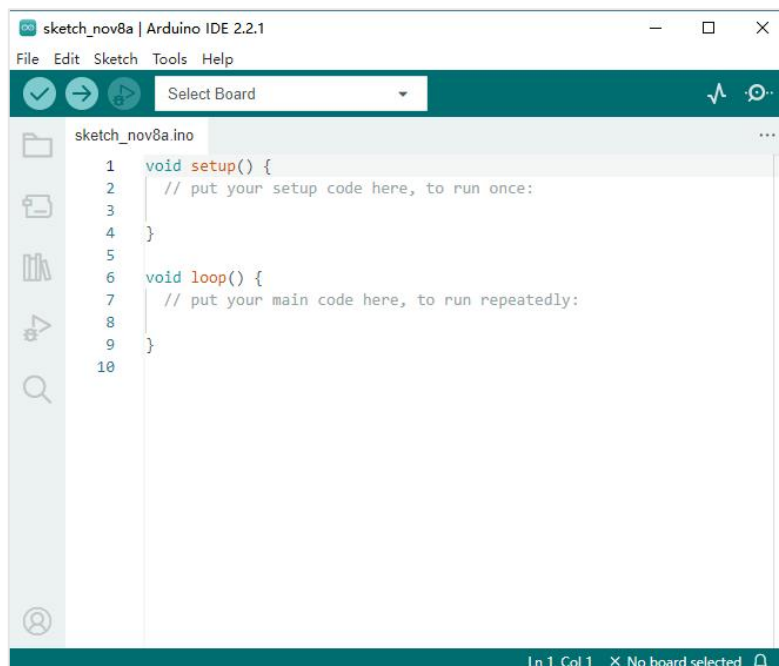 sketch_nov8a | Arduino IDE 2.2.1
File Edit Sketch Tools Help
Select Board
sketch_nov8a.ino
1 void setup() {
2 // put your setup code here, to run once:
3
4 }
5
6 void loop() {
7 // put your main code here, to run repeatedly:
8
9 }
10
Ln 1, Col 1 × No board selected